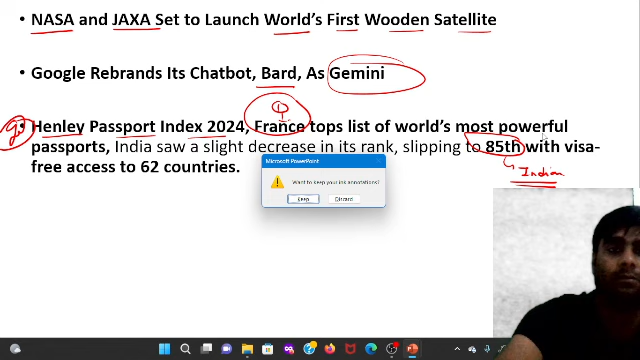 • NASA and JAXA Set to Launch World's First Wooden Satellite
• Google Rebrands Its Chatbot, Bard, As Gemini
①
• Henley Passport Index 2024, France tops list of world's most powerful
passports, India saw a slight decrease in its rank, slipping to 85th with visa-
Indian
free access to 62 countries.
Microsoft PowerPoint
Want to keep your ink annotations?
Keep Discard